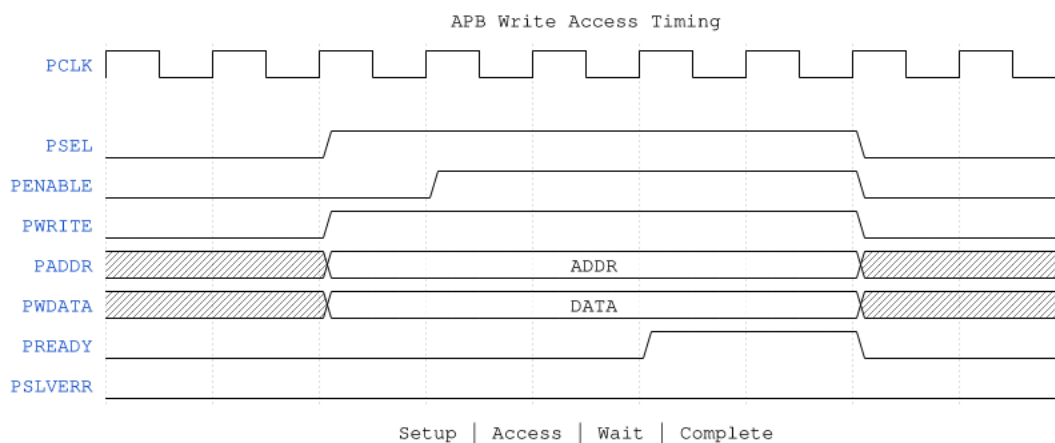 APB Write Access Timing
PCLK
PSEL
PENABLE
PWRITE
PADDR ADDR
PWDATA DATA
PREADY
PSLVERR
Setup | Access | Wait | Complete